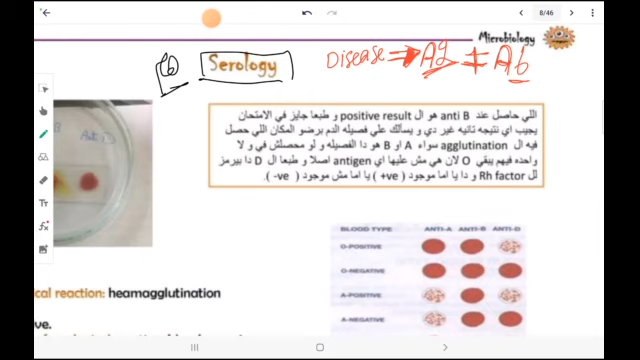 8/46
Microbiology
Serology
Disease ⇒ Ag + Ab
B
Anti D
اللي حاصل عند anti B هو ال positive result و طبعا جايز في الامتحان
يجيب اي نتيجه تانيه غير دي و يسألك علي فصيله الدم برضو المكان اللي حصل
فيه ال agglutination سواء A او B هو دا الفصيله و لو محصلش في و لا
واحده فيهم يبقي O لان هي مش عليها اي antigen اصلا و طبعا ال D دا بيرمز
لل Rh factor و دا يا اما موجود (+ve) يا اما مش موجود (-ve).
BLOOD TYPE ANTI-A ANTI-B ANTI-D
O-POSITIVE
O-NEGATIVE
A-POSITIVE
A-NEGATIVE
cal reaction: heamagglutination
ve.